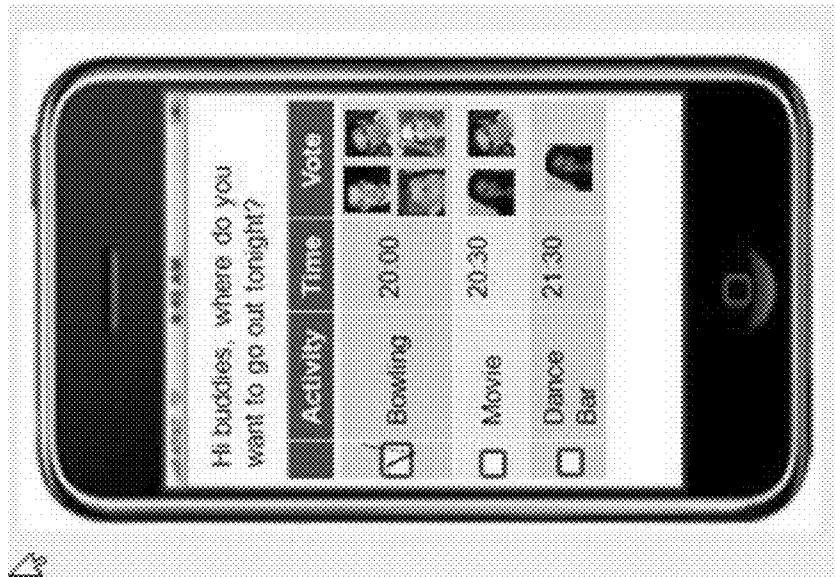 Hi buddies, where do you
want to go out tonight?
Activity Time Vote
Bowling 20:00
Movie 20:30
Dance
Bar 21:30